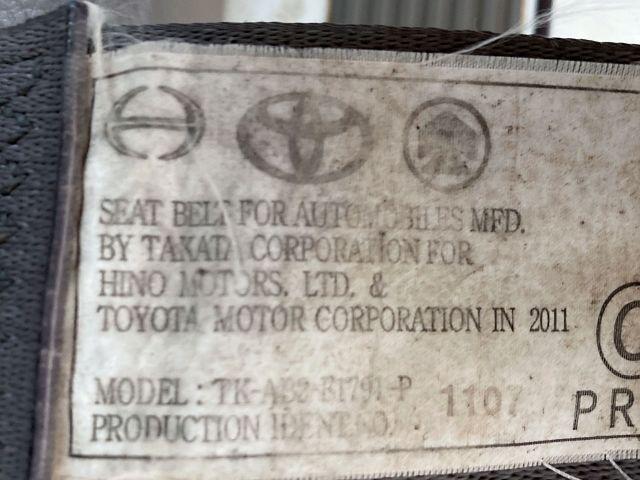 SEAT BELT FOR AUTOMOBILES MFD.
BY TAKATA CORPORATION FOR
HINO MOTORS, LTD. &
TOYOTA MOTOR CORPORATION IN 2011
MODEL : TK-AB2-E1791-P
PRODUCTION IDENT.NO. 1107
PR